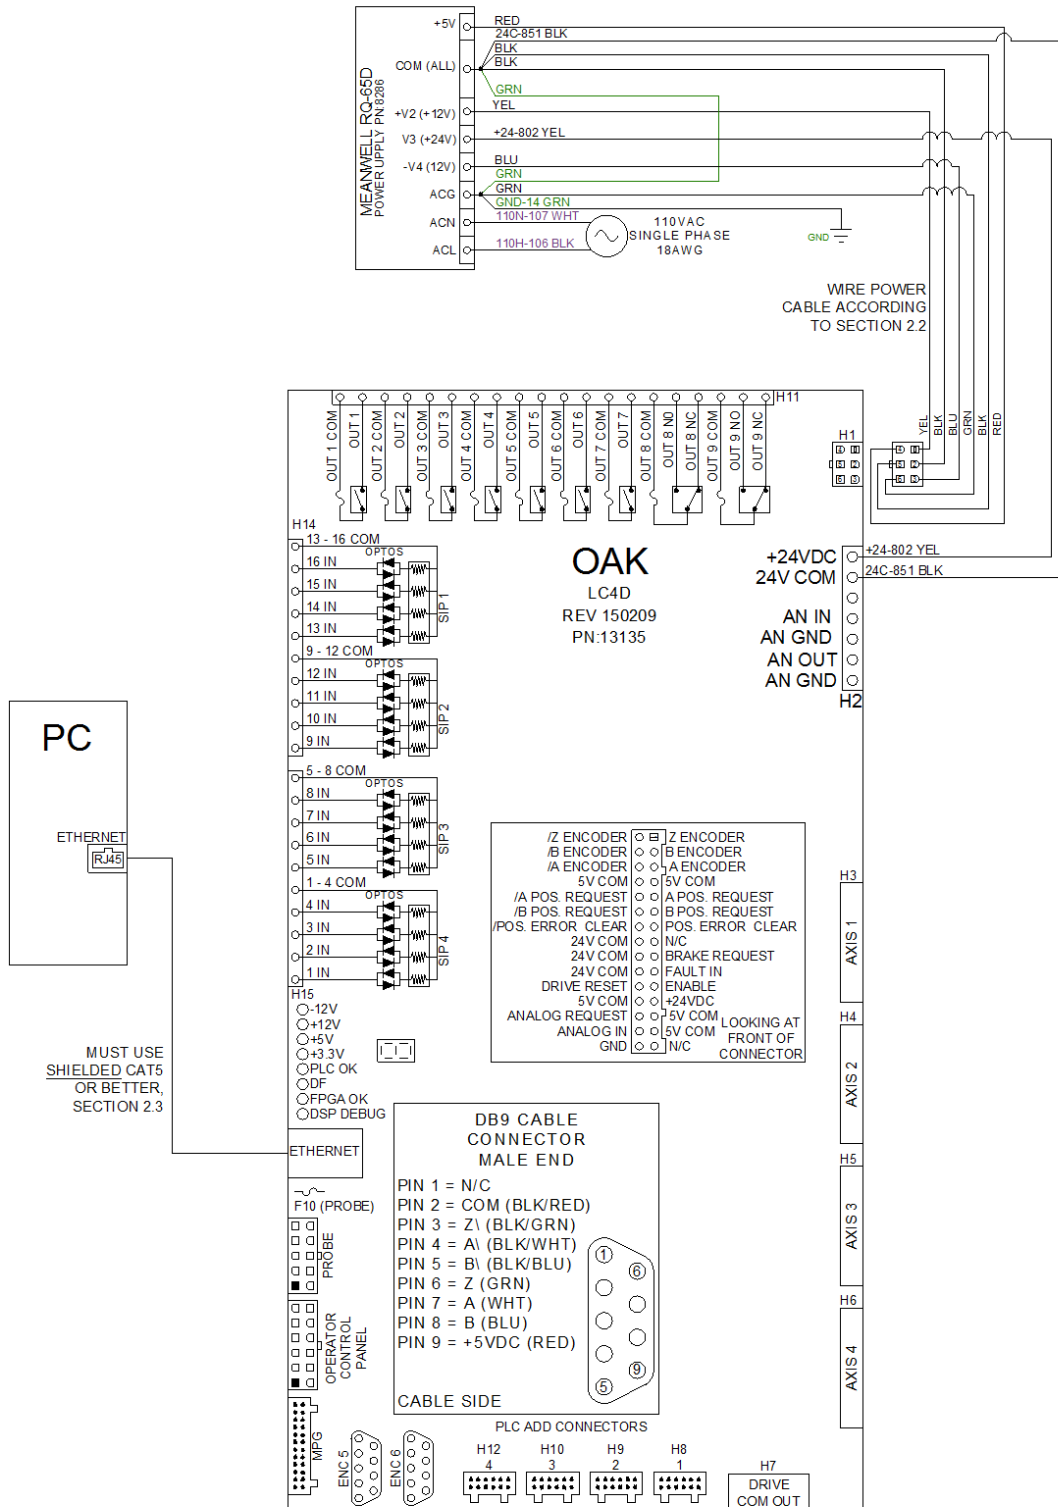 MEANWELL RQ-65D
POWER UPPLY PN:8286
+5V
COM (ALL)
+V2 (+12V)
V3 (+24V)
-V4 (12V)
ACG
ACN
ACL
RED
24C-851 BLK
BLK
BLK
GRN
YEL
+24-802 YEL
BLU
GRN
GRN
GND-14 GRN
110N-107 WHT
110H-106 BLK
110VAC
SINGLE PHASE
18AWG
GND
WIRE POWER
CABLE ACCORDING
TO SECTION 2.2
YEL
BLK
BLU
GRN
BLK
RED
H11
OUT 1 COM
OUT 1
OUT 2 COM
OUT 2
OUT 3 COM
OUT 3
OUT 4 COM
OUT 4
OUT 5 COM
OUT 5
OUT 6 COM
OUT 6
OUT 7 COM
OUT 7
OUT 8 COM
OUT 8 NO
OUT 8 NC
OUT 9 COM
OUT 9 NO
OUT 9 NC
H1
OAK
LC4D
REV 150209
PN:13135
+24VDC
24V COM
AN IN
AN GND
AN OUT
AN GND
H2
+24-802 YEL
24C-851 BLK
H14
13 - 16 COM
OPTOS
16 IN
15 IN
14 IN
13 IN
SIP 1
9 - 12 COM
OPTOS
12 IN
11 IN
10 IN
9 IN
SIP 2
5 - 8 COM
OPTOS
8 IN
7 IN
6 IN
5 IN
SIP 3
1 - 4 COM
OPTOS
4 IN
3 IN
2 IN
1 IN
SIP 4
H15
PC
ETHERNET
RJ45
MUST USE
SHIELDED CAT5
OR BETTER,
SECTION 2.3
-12V
+12V
+5V
+3.3V
PLC OK
DF
FPGA OK
DSP DEBUG
ETHERNET
F10 (PROBE)
PROBE
OPERATOR
CONTROL
PANEL
MPG
/Z ENCODER Z ENCODER
/B ENCODER B ENCODER
/A ENCODER A ENCODER
5V COM 5V COM
/A POS. REQUEST A POS. REQUEST
/B POS. REQUEST B POS. REQUEST
/POS. ERROR CLEAR POS. ERROR CLEAR
24V COM N/C
24V COM BRAKE REQUEST
24V COM FAULT IN
DRIVE RESET ENABLE
5V COM +24VDC
ANALOG REQUEST 5V COM
ANALOG IN 5V COM
GND N/C
LOOKING AT
FRONT OF
CONNECTOR
H3
AXIS 1
H4
AXIS 2
H5
AXIS 3
H6
AXIS 4
DB9 CABLE
CONNECTOR
MALE END
PIN 1 = N/C
PIN 2 = COM (BLK/RED)
PIN 3 = Z\ (BLK/GRN)
PIN 4 = A\ (BLK/WHT)
PIN 5 = B\ (BLK/BLU)
PIN 6 = Z (GRN)
PIN 7 = A (WHT)
PIN 8 = B (BLU)
PIN 9 = +5VDC (RED)
1
6
9
5
CABLE SIDE
PLC ADD CONNECTORS
ENC 5
ENC 6
H12
4
H10
3
H9
2
H8
1
H7
DRIVE
COM OUT